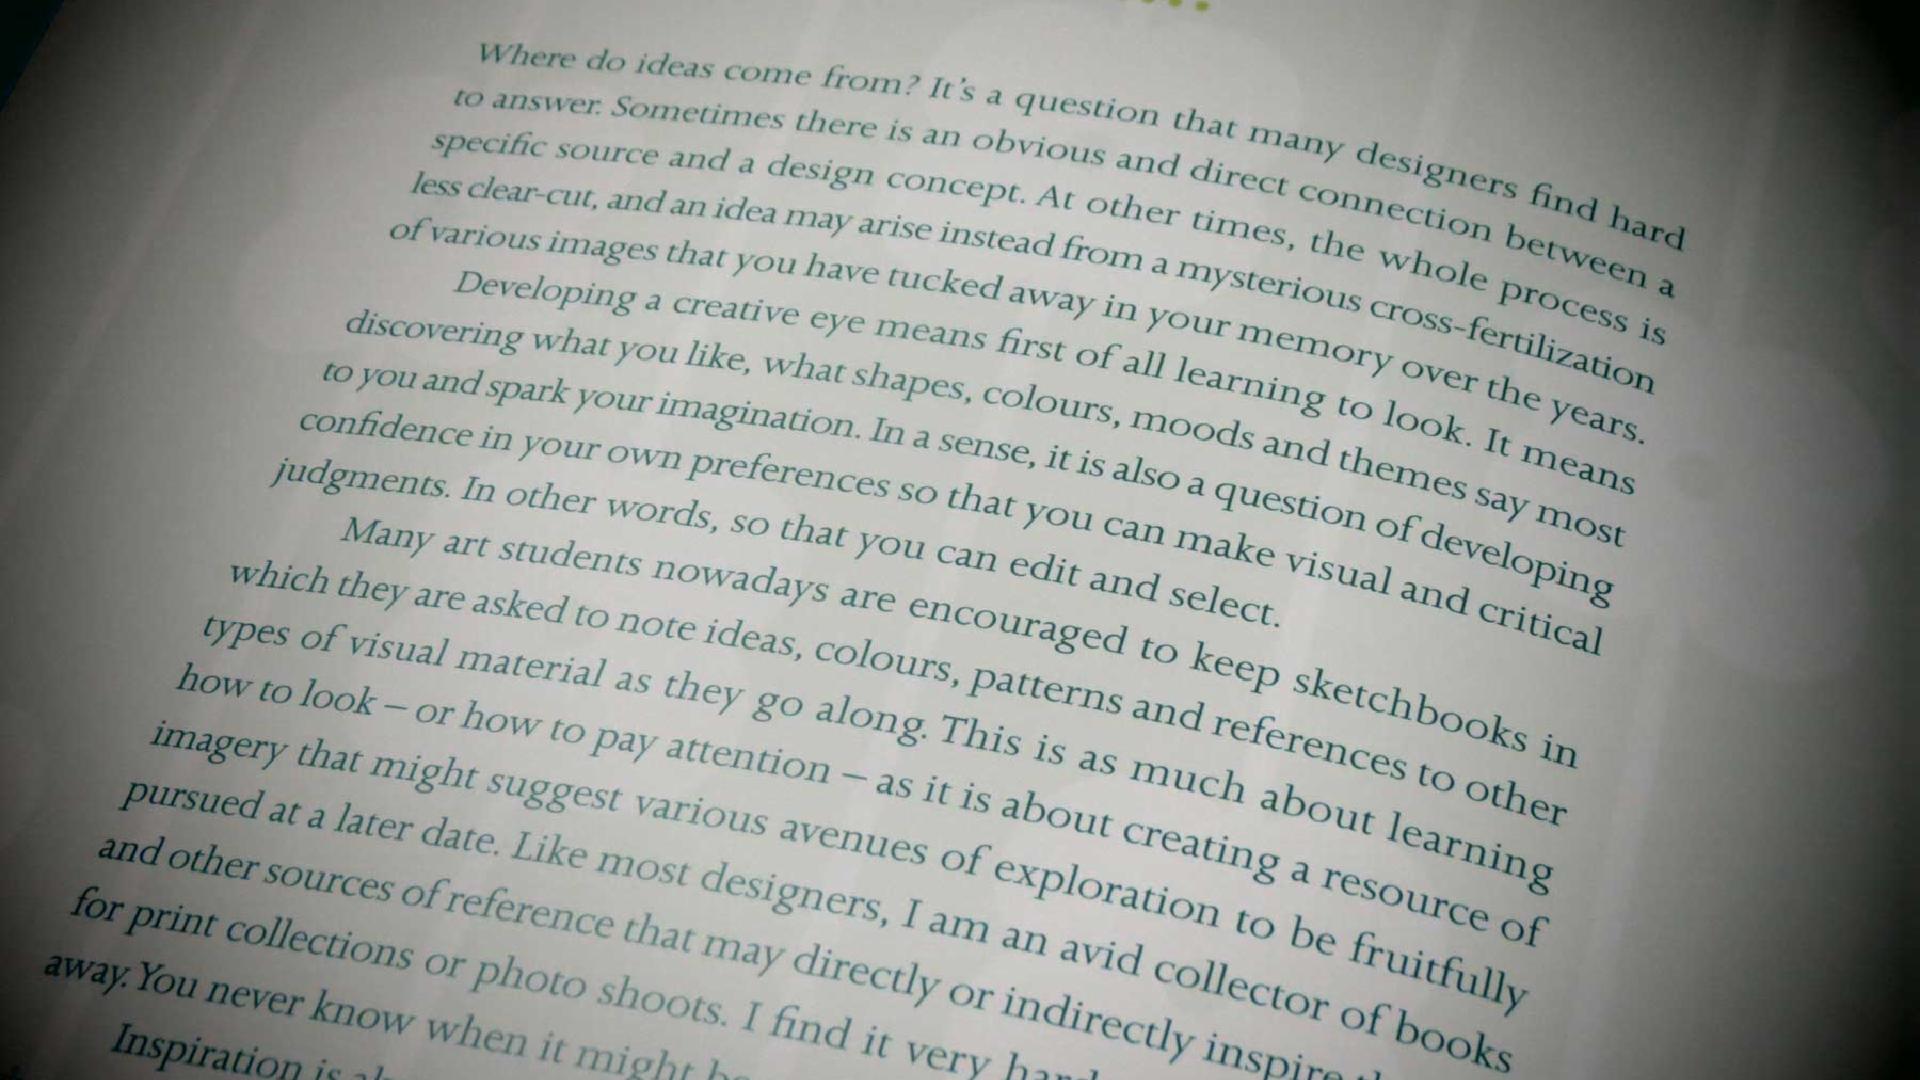 Where do ideas come from? It's a question that many designers find hard
to answer. Sometimes there is an obvious and direct connection between a
specific source and a design concept. At other times, the whole process is
less clear-cut, and an idea may arise instead from a mysterious cross-fertilization
of various images that you have tucked away in your memory over the years.
Developing a creative eye means first of all learning to look. It means
discovering what you like, what shapes, colours, moods and themes say most
to you and spark your imagination. In a sense, it is also a question of developing
confidence in your own preferences so that you can make visual and critical
judgments. In other words, so that you can edit and select.
Many art students nowadays are encouraged to keep sketchbooks in
which they are asked to note ideas, colours, patterns and references to other
types of visual material as they go along. This is as much about learning
how to look – or how to pay attention – as it is about creating a resource of
imagery that might suggest various avenues of exploration to be fruitfully
pursued at a later date. Like most designers, I am an avid collector of books
and other sources of reference that may directly or indirectly inspire
for print collections or photo shoots. I find it very
away. You never know when it might
Inspiration is